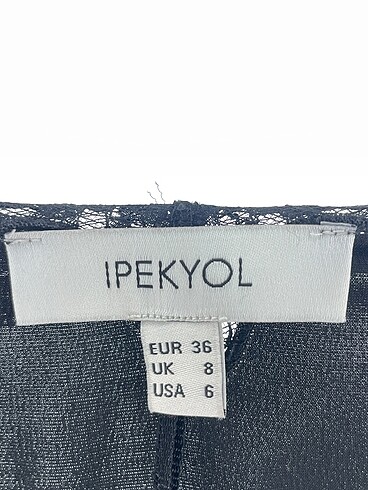 IPEKYOL
EUR 36
UK 8
USA 6